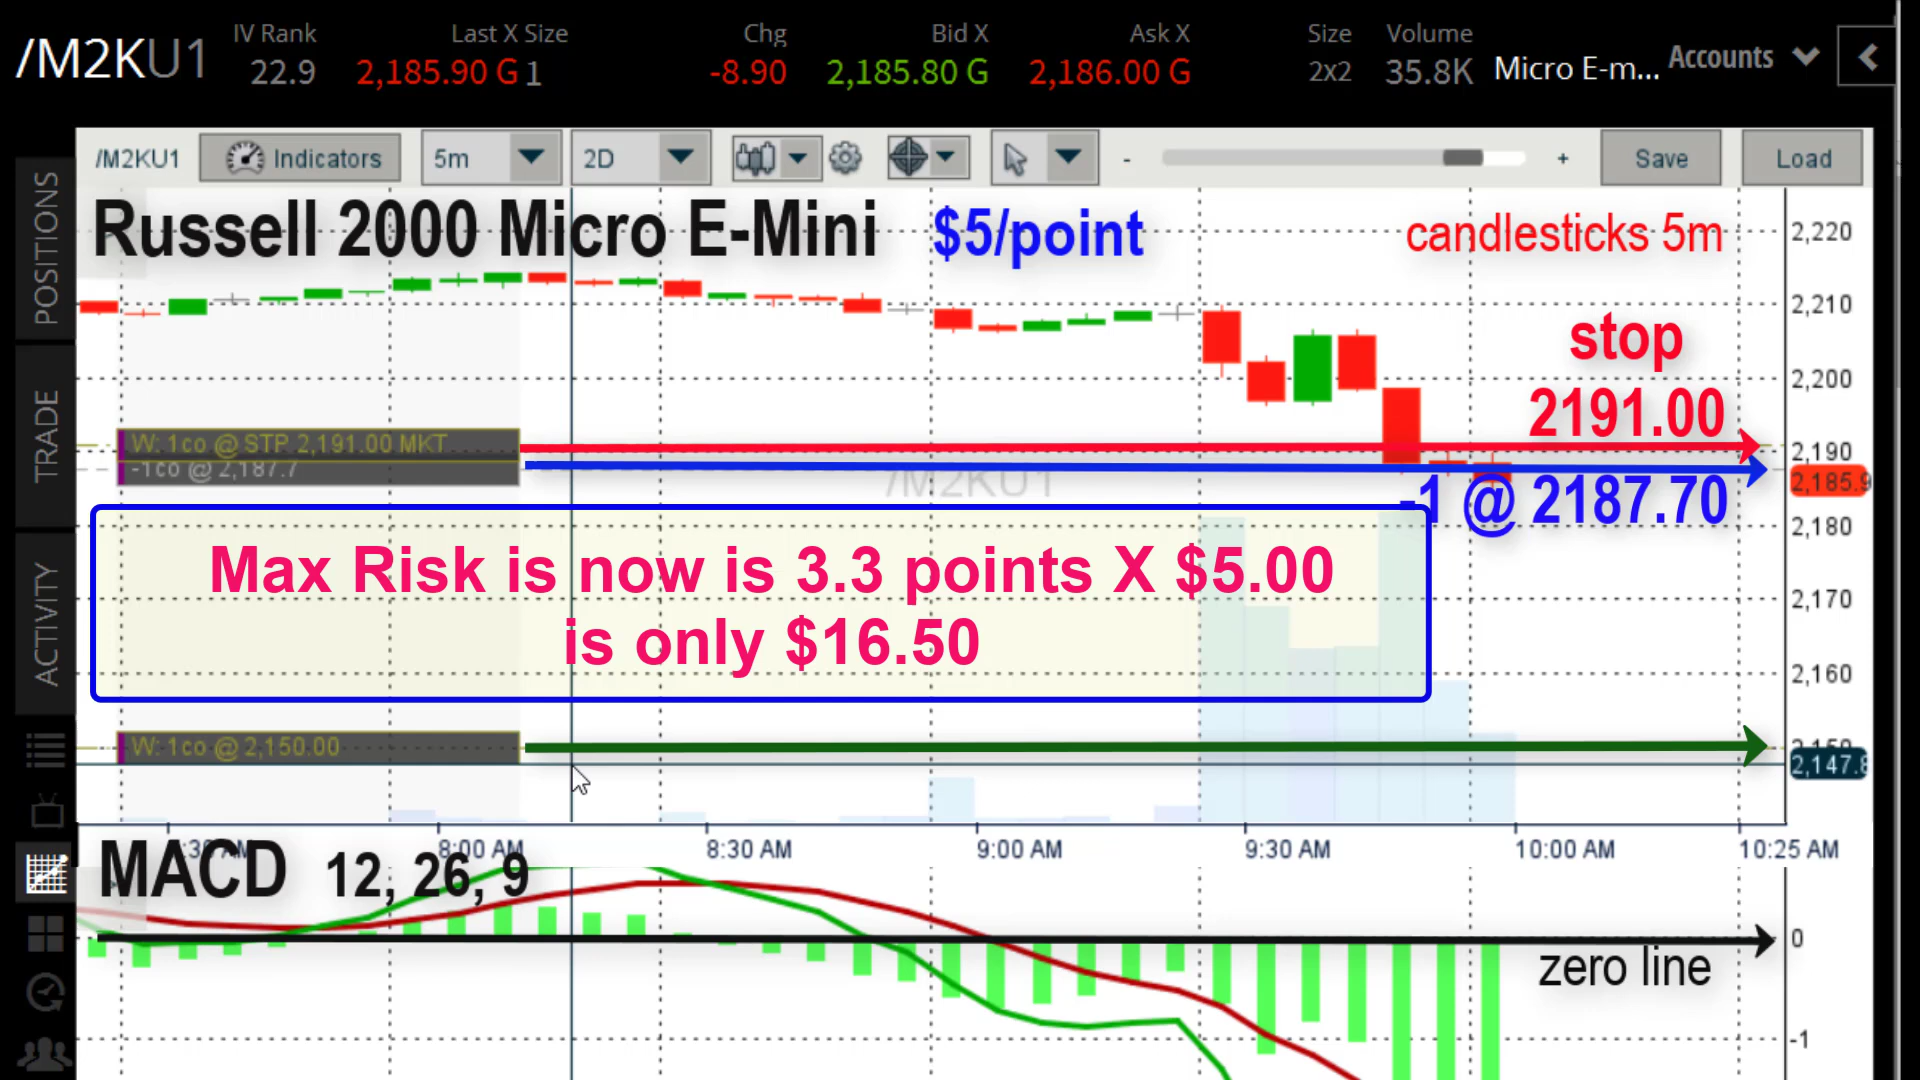 /M2KU1
IV Rank
22.9
Last X Size
2,185.90 G 1
Chg
-8.90
Bid X
2,185.80 G
Ask X
2,186.00 G
Size
2x2
Volume
35.8K
Micro E-m...
Accounts
/M2KU1
Indicators
5m
2D
-
+
Save
Load
POSITIONS
TRADE
ACTIVITY
Russell 2000 Micro E-Mini
$5/point
candlesticks 5m
2,220
2,210
stop
2,200
2191.00
W: 1co @ STP 2,191.00 MKT
2,190
-1co @ 2,187.7
/M2KU1
2,185.9
-1 @ 2187.70
2,180
Max Risk is now is 3.3 points X $5.00
is only $16.50
2,170
2,160
W: 1co @ 2,150.00
2,150
2,147.8
:30 AM
8:00 AM
8:30 AM
9:00 AM
9:30 AM
10:00 AM
10:25 AM
MACD 12, 26, 9
0
zero line
-1